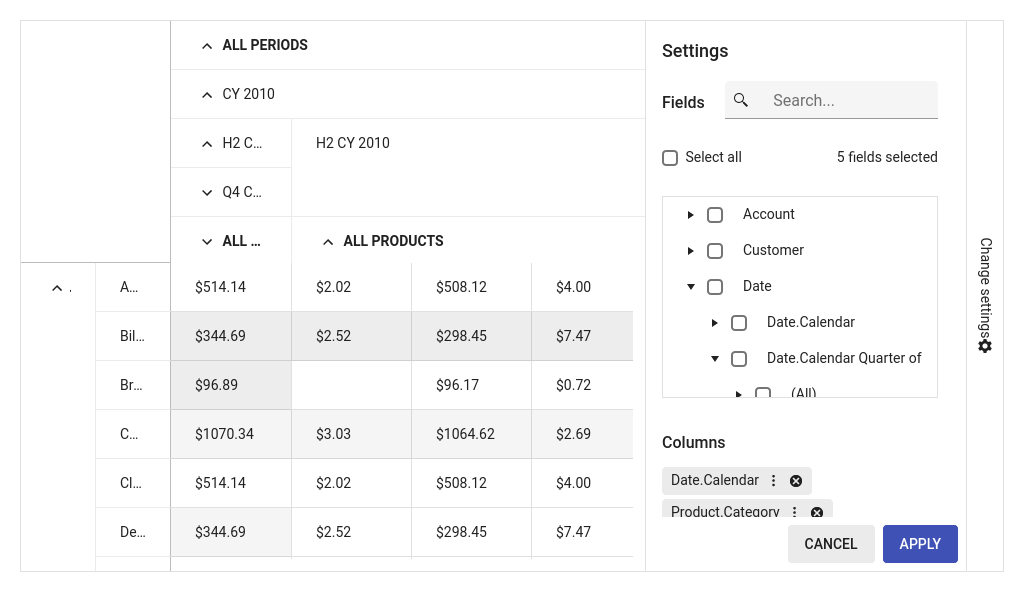 ALL PERIODS
CY 2010
H2 C… H2 CY 2010
Q4 C…
ALL … ALL PRODUCTS
. A… $514.14 $2.02 $508.12 $4.00
Bil… $344.69 $2.52 $298.45 $7.47
Br… $96.89 $96.17 $0.72
C… $1070.34 $3.03 $1064.62 $2.69
Cl… $514.14 $2.02 $508.12 $4.00
De… $344.69 $2.52 $298.45 $7.47
Settings
Fields Search...
Select all 5 fields selected
Account
Customer
Date
Date.Calendar
Date.Calendar Quarter of
(All)
Columns
Date.Calendar
Product.Category
CANCEL APPLY
Change settings